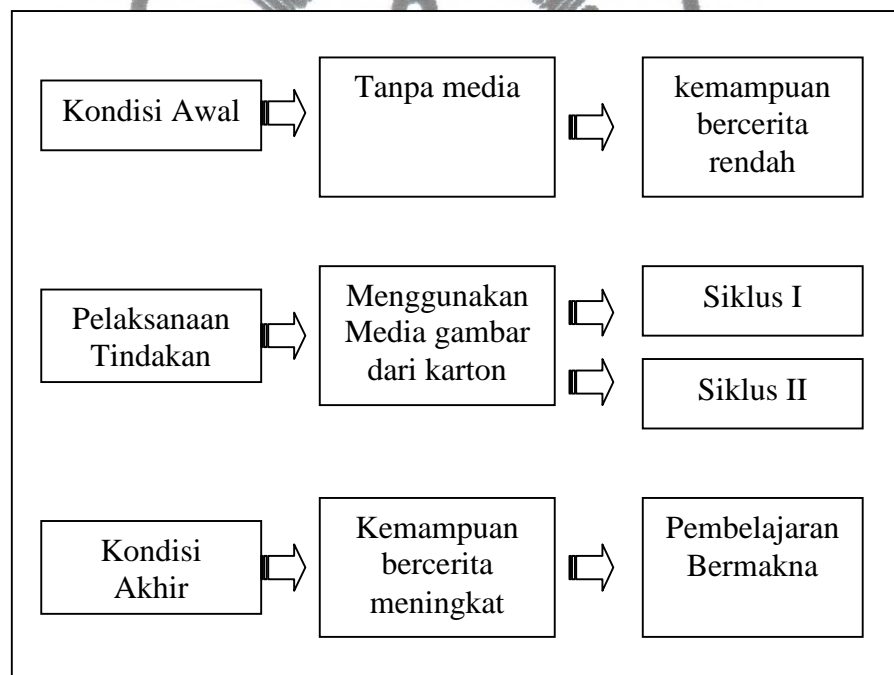 Kondisi Awal
Tanpa media
kemampuan
bercerita
rendah
Pelaksanaan
Tindakan
Menggunakan
Media gambar
dari karton
Siklus I
Siklus II
Kondisi
Akhir
Kemampuan
bercerita
meningkat
Pembelajaran
Bermakna